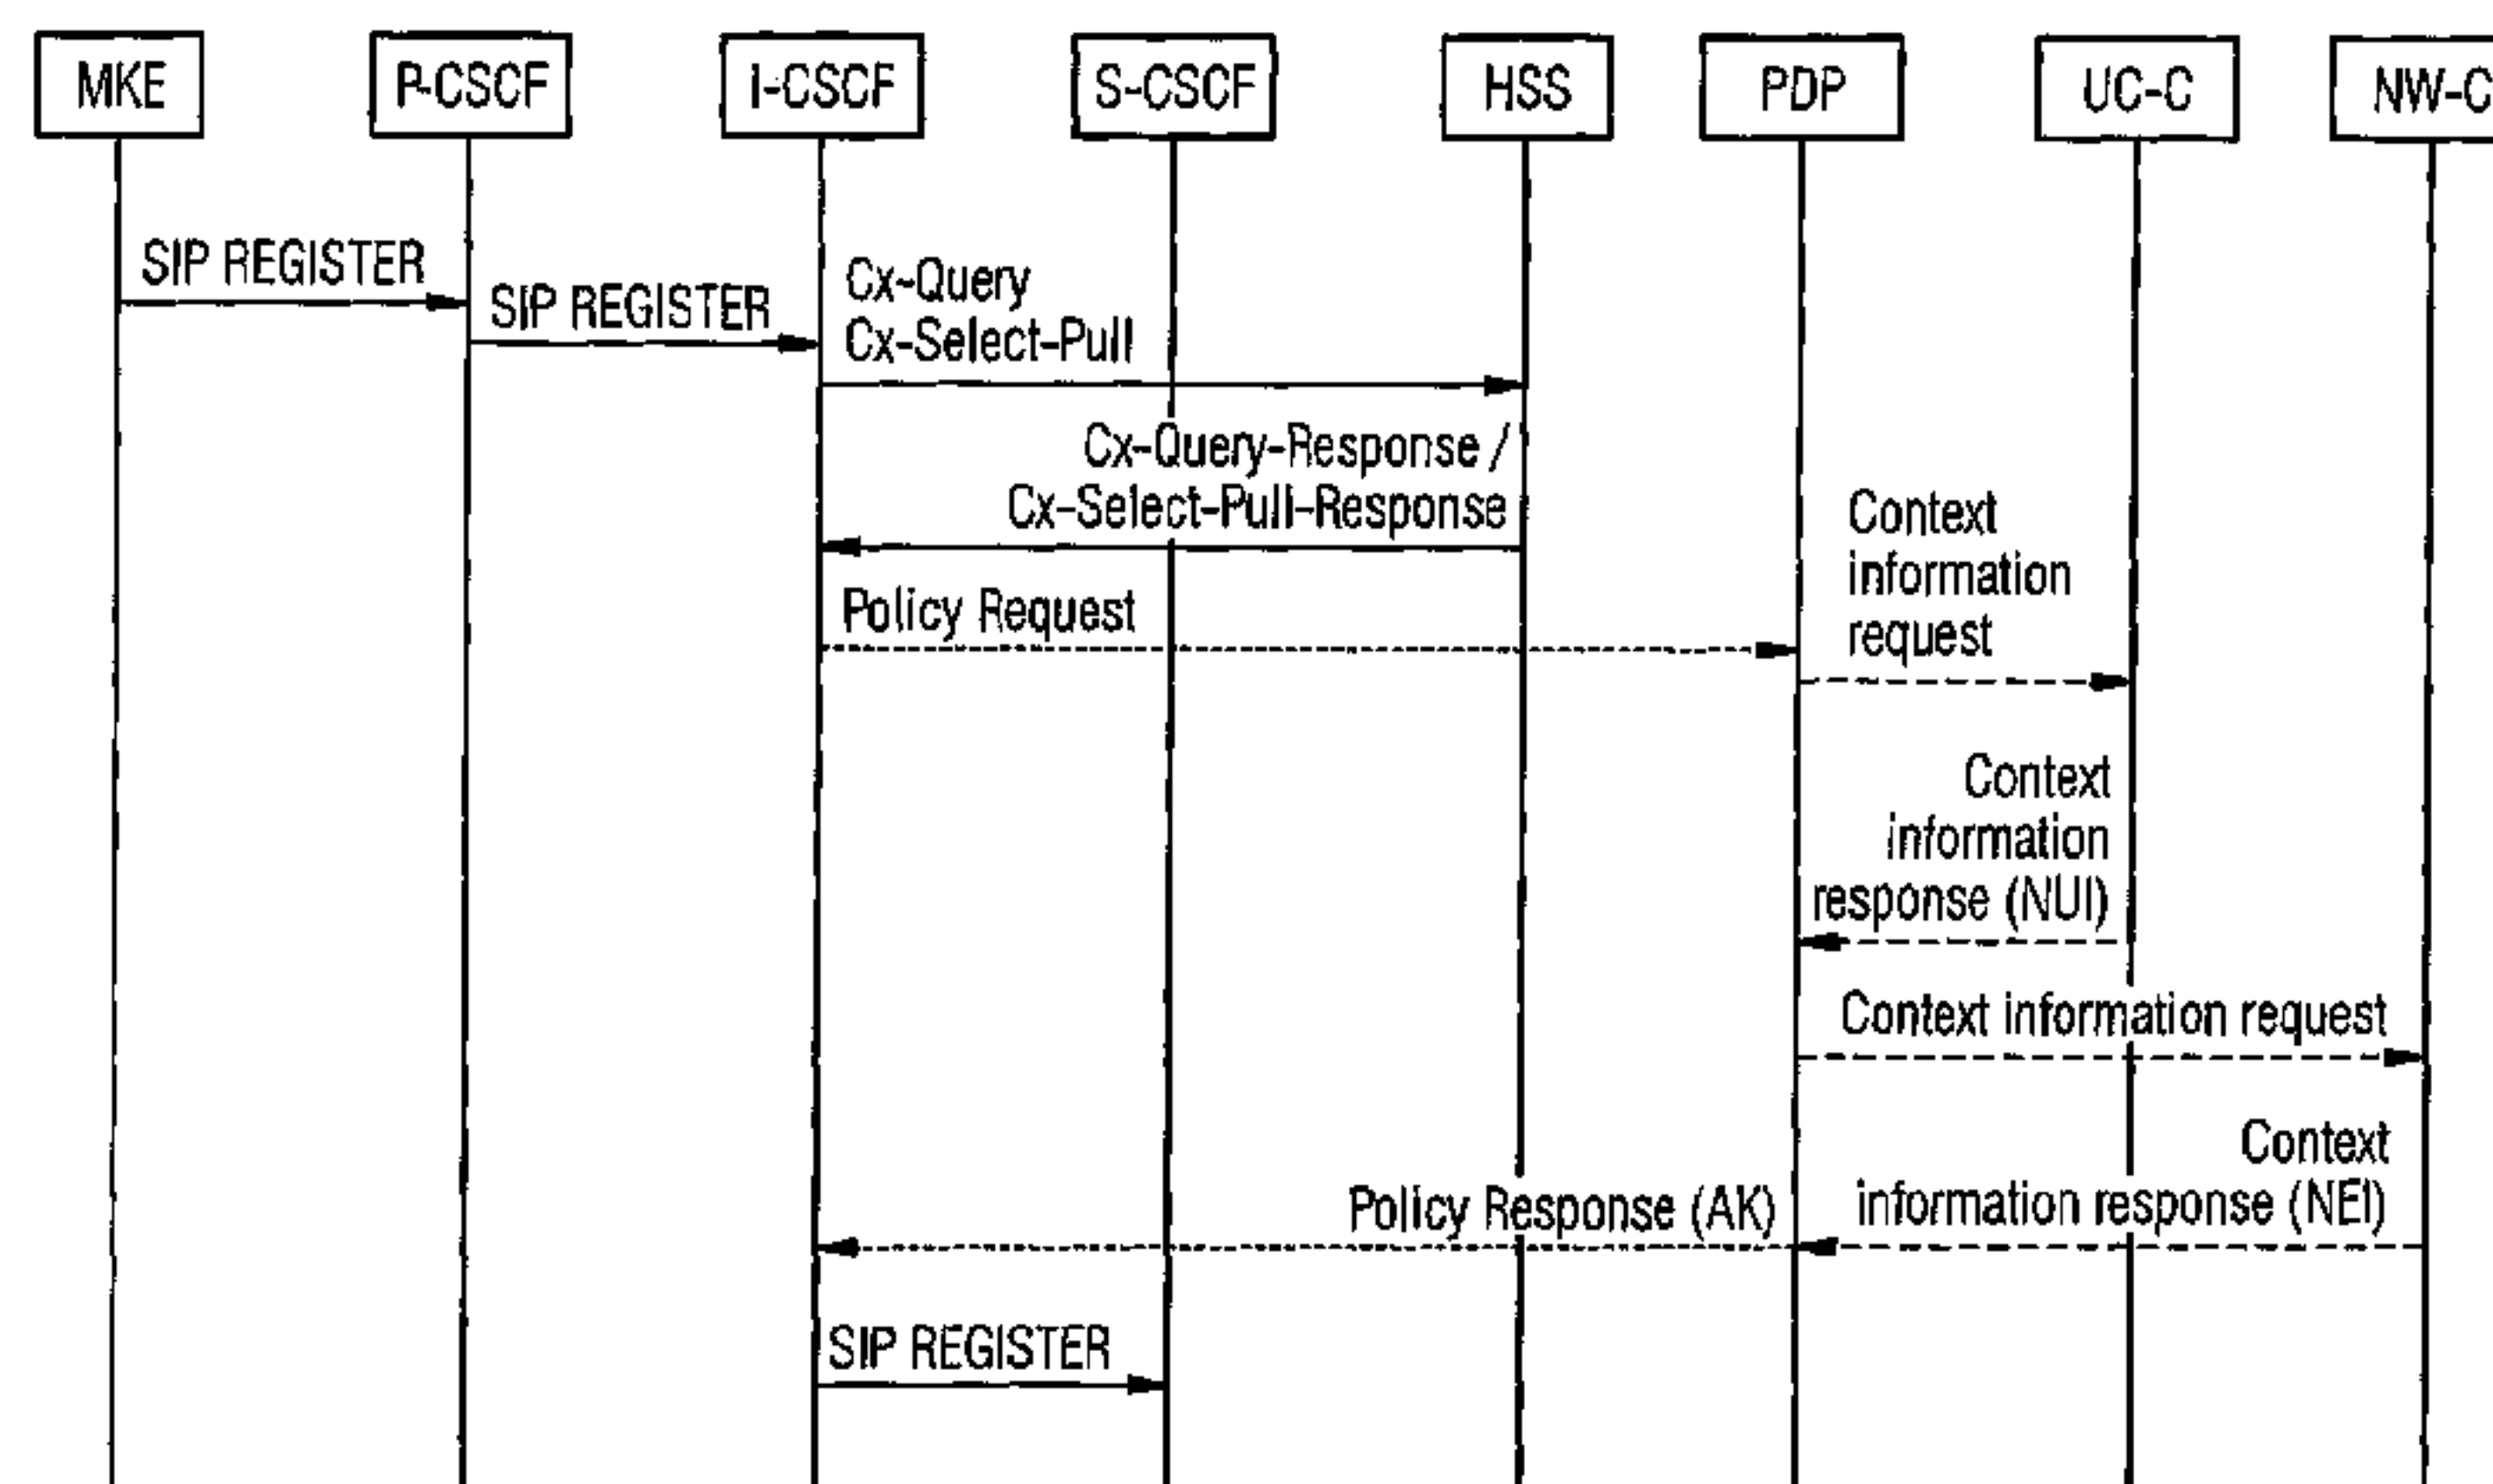 MKE
P-CSCF
I-CSCF
S-CSCF
HSS
PDP
UC-C
NW-C
SIP REGISTER
SIP REGISTER
Cx-Query
Cx-Select-Pull
Cx-Query-Response /
Cx-Select-Pull-Response
Policy Request
Context
information
request
Context
information
response (NUI)
Context information request
Context
information response (NEI)
Policy Response (AK)
SIP REGISTER